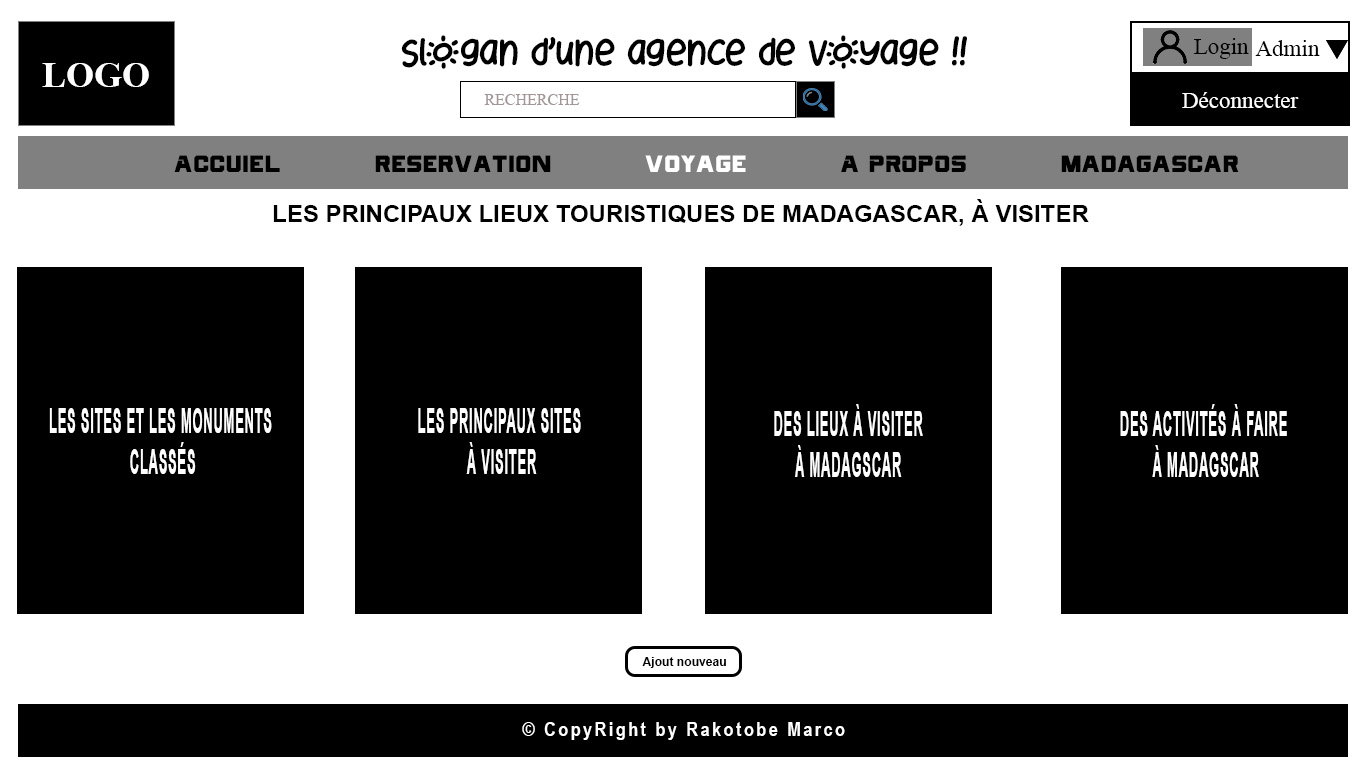 LOGO
slogan d'une agence de voyage !!
RECHERCHE
Login Admin
Déconnecter
ACCUIEL RESERVATION VOYAGE A PROPOS MADAGASCAR
LES PRINCIPAUX LIEUX TOURISTIQUES DE MADAGASCAR, À VISITER
LES SITES ET LES MONUMENTS
CLASSÉS
LES PRINCIPAUX SITES
À VISITER
DES LIEUX À VISITER
À MADAGSCAR
DES ACTIVITÉS À FAIRE
À MADAGSCAR
Ajout nouveau
© CopyRight by Rakotobe Marco